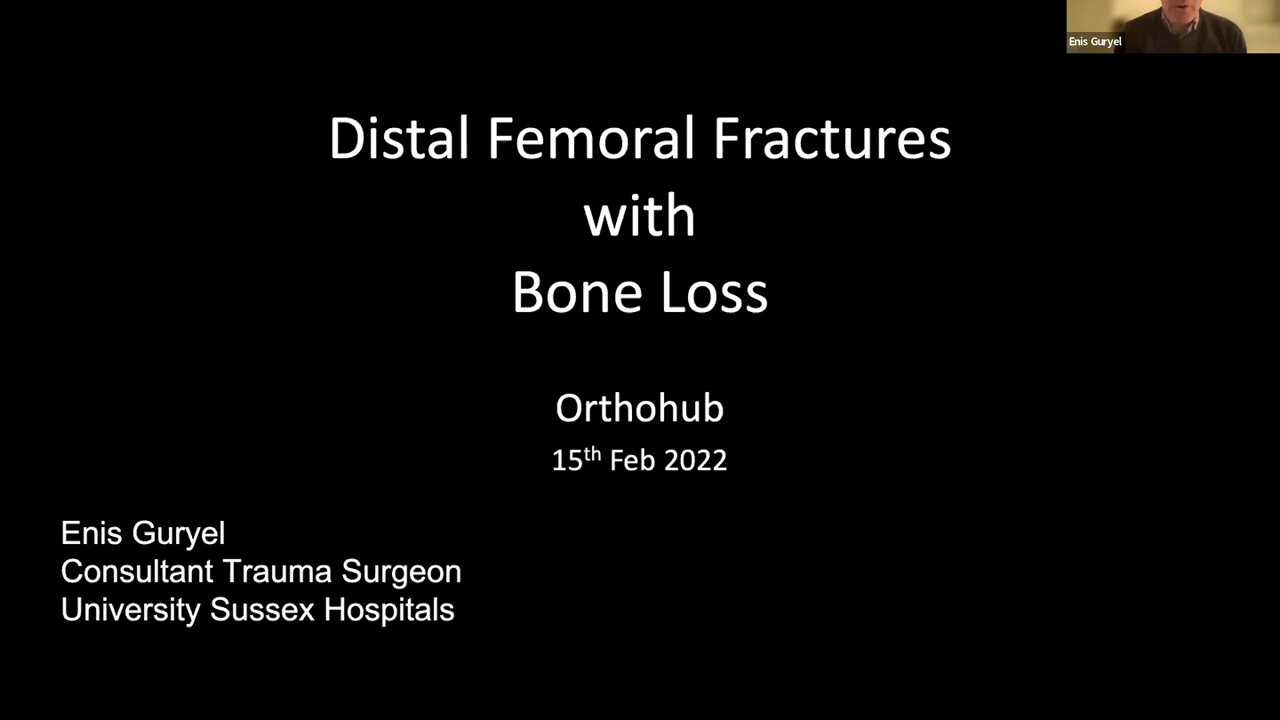 Enis Guryel
Distal Femoral Fractures
with
Bone Loss
Orthohub
15th Feb 2022
Enis Guryel
Consultant Trauma Surgeon
University Sussex Hospitals